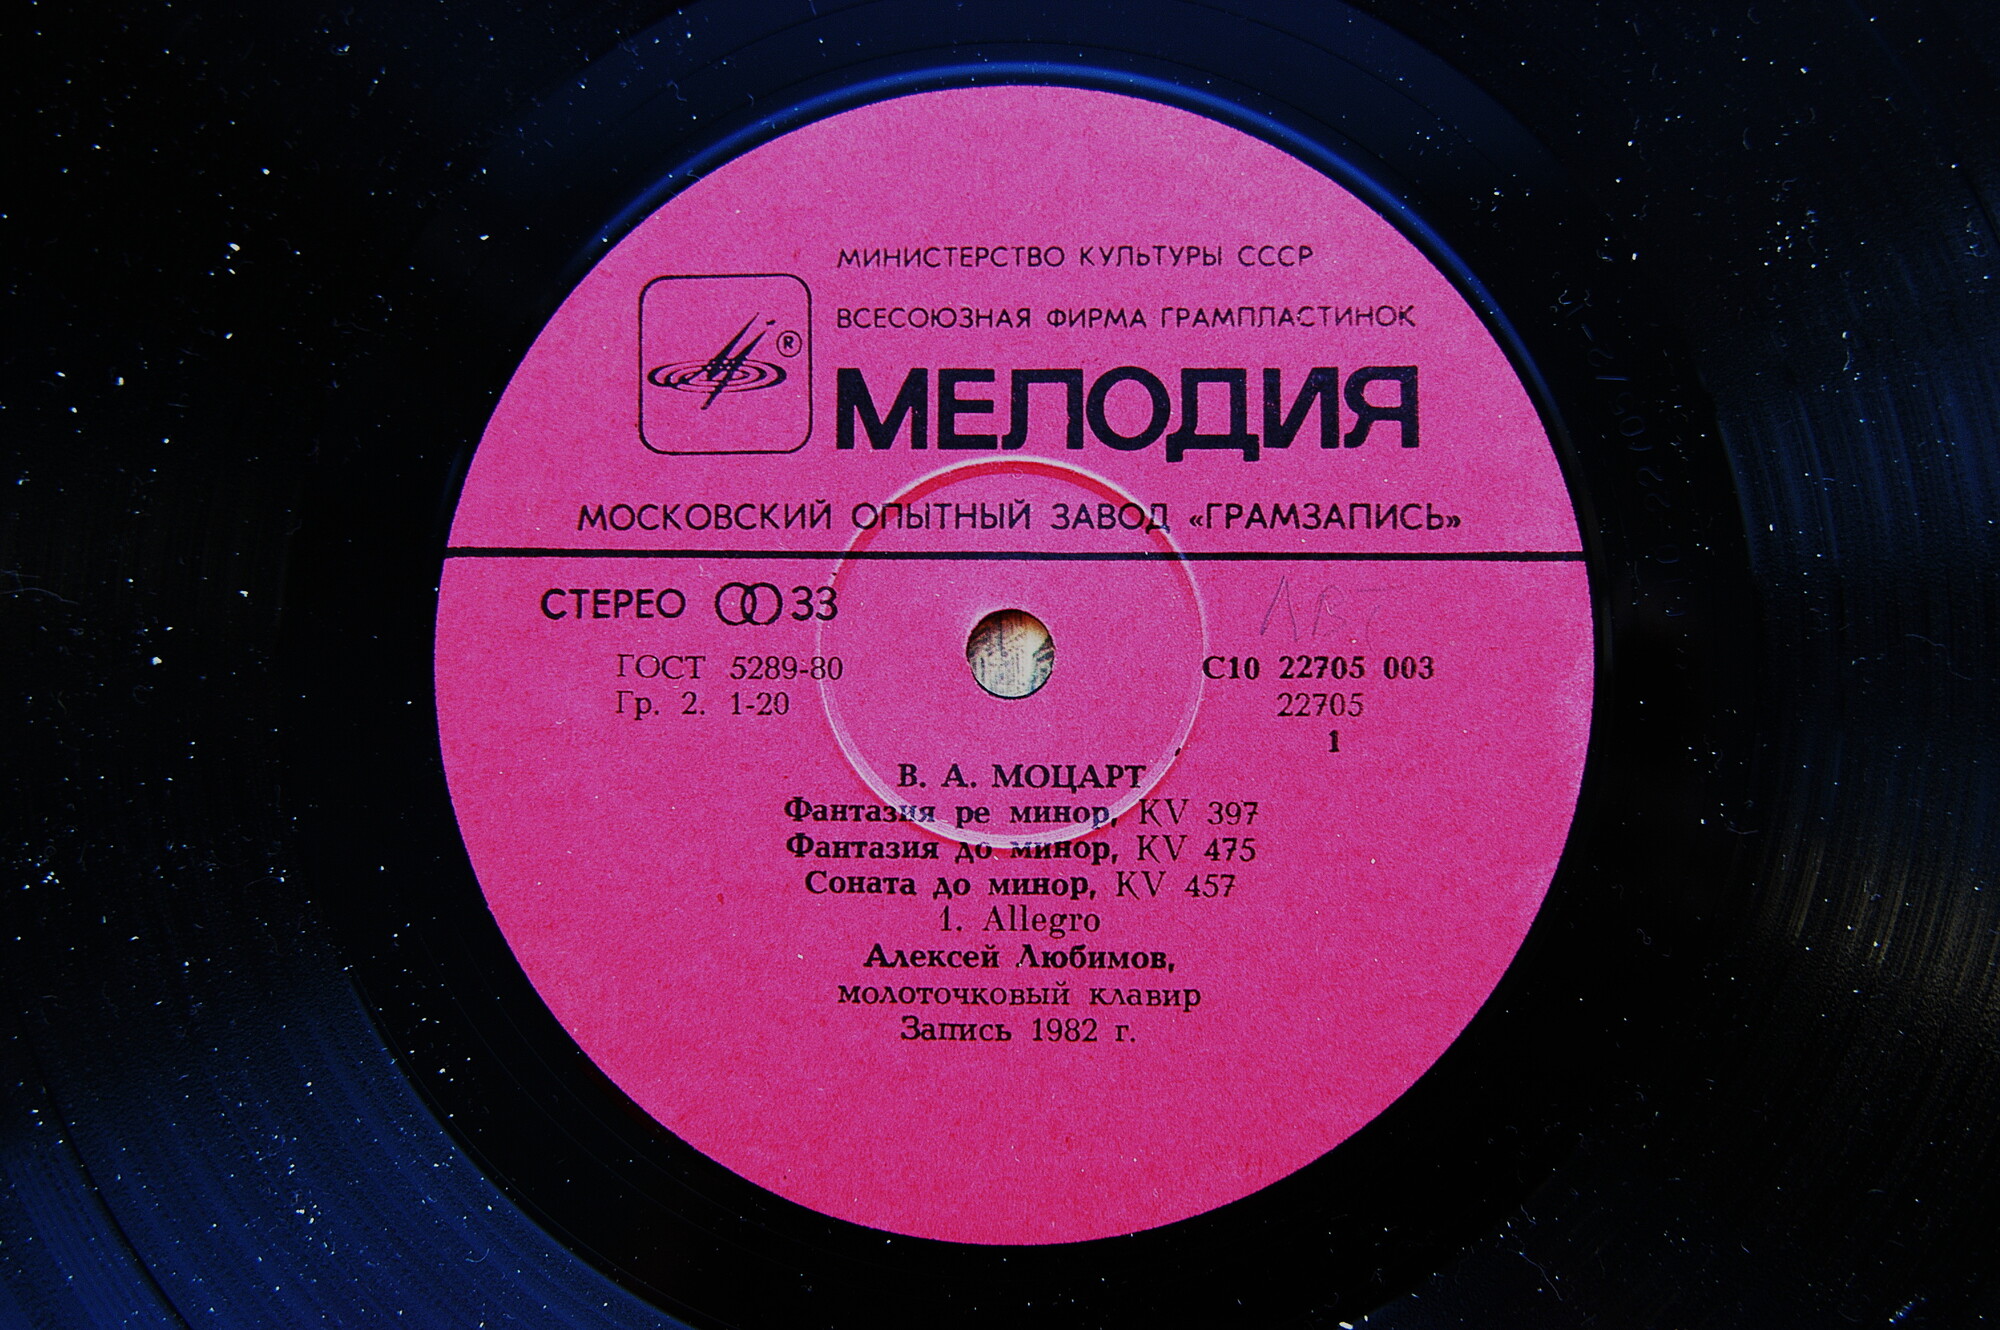 МИНИСТЕРСТВО КУЛЬТУРЫ СССР
ВСЕСОЮЗНАЯ ФИРМА ГРАМПЛАСТИНОК
®
МЕЛОДИЯ
МОСКОВСКИЙ ОПЫТНЫЙ ЗАВОД «ГРАМЗАПИСЬ»
СТЕРЕО 33
ГОСТ 5289-80
Гр. 2. 1-20
С10 22705 003
22705
1
В. А. МОЦАРТ
Фантазия ре минор, KV 397
Фантазия до минор, KV 475
Соната до минор, KV 457
1. Allegro
Алексей Любимов,
молоточковый клавир
Запись 1982 г.